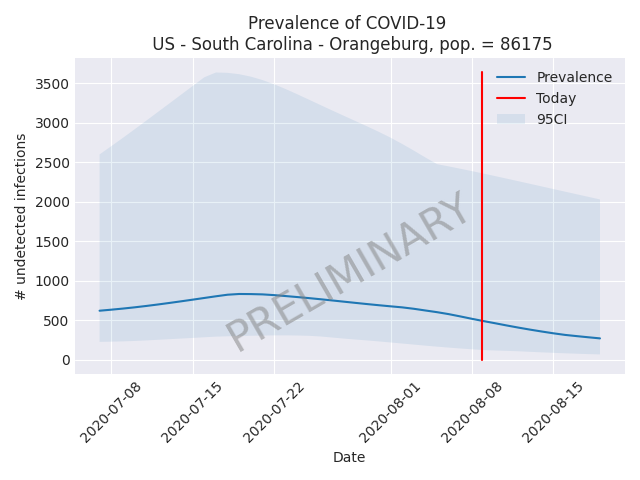 Prevalence of COVID-19
US - South Carolina - Orangeburg, pop. = 86175
Prevalence
Today
95CI
# undetected infections
3500
3000
2500
2000
1500
1000
500
0
PRELIMINARY
2020-07-08
2020-07-15
2020-07-22
2020-08-01
2020-08-08
2020-08-15
Date